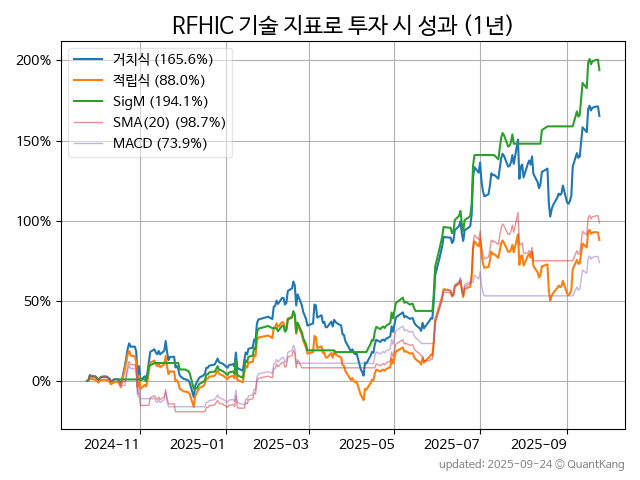 RFHIC 기술 지표로 투자 시 성과 (1년)
200%
150%
100%
50%
0%
거치식 (165.6%)
적립식 (88.0%)
SigM (194.1%)
SMA(20) (98.7%)
MACD (73.9%)
2024-11
2025-01
2025-03
2025-05
2025-07
2025-09
updated: 2025-09-24 © QuantKang